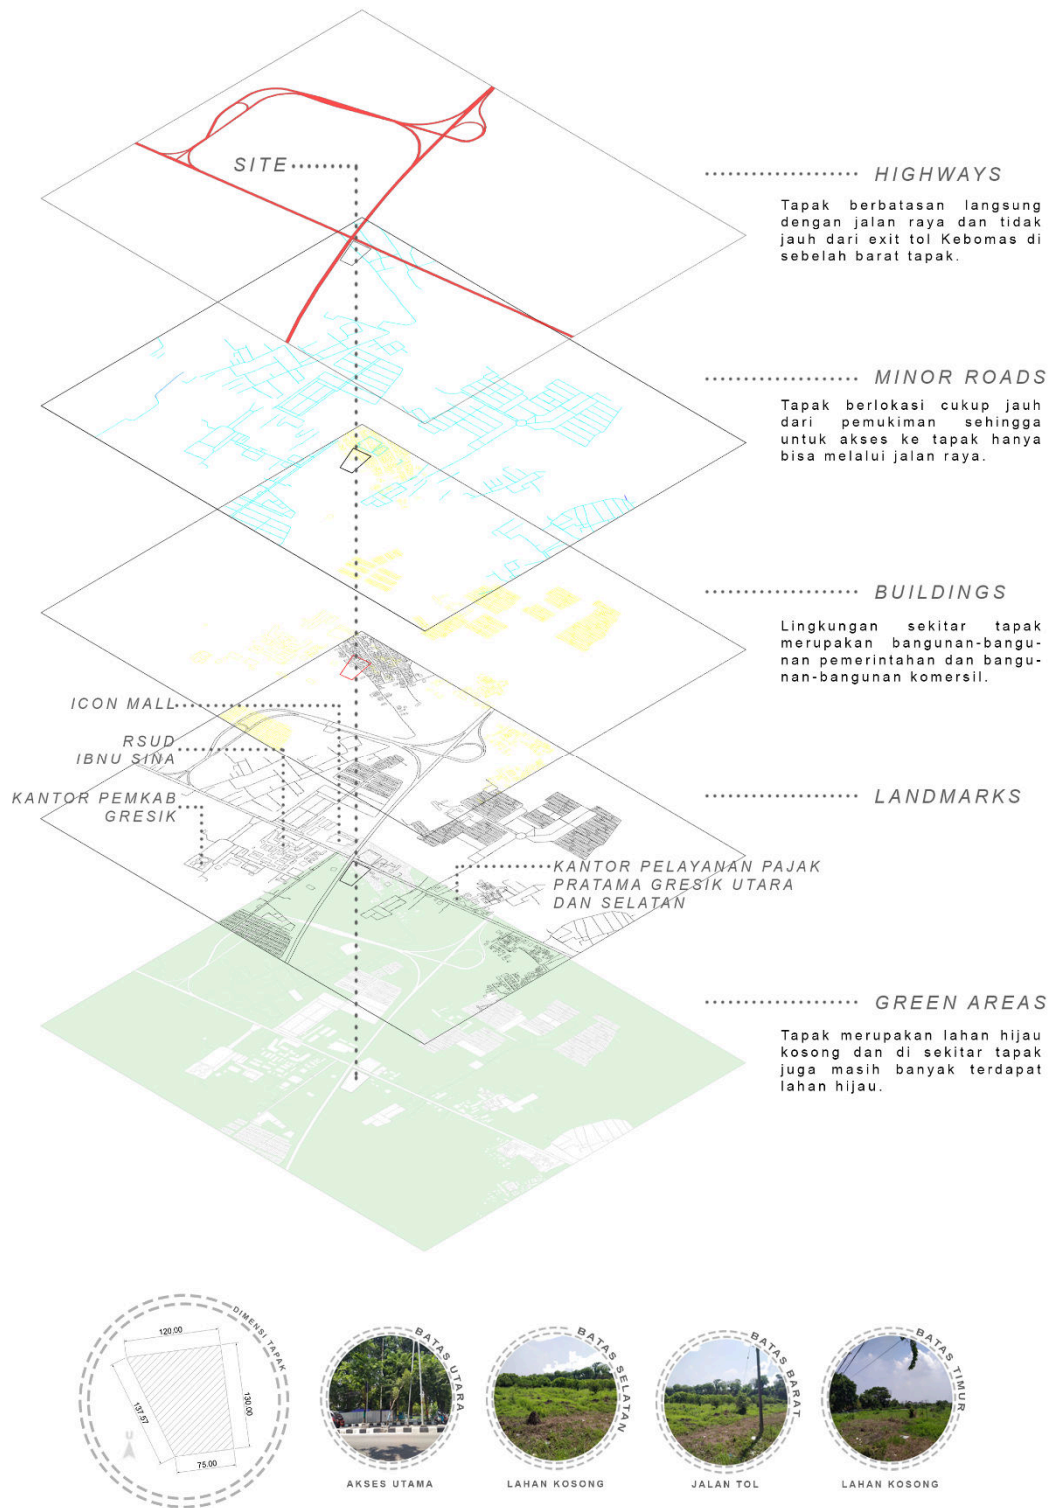 SITE
HIGHWAYS
Tapak berbatasan langsung
dengan jalan raya dan tidak
jauh dari exit tol Kebomas di
sebelah barat tapak.
MINOR ROADS
Tapak berlokasi cukup jauh
dari pemukiman sehingga
untuk akses ke tapak hanya
bisa melalui jalan raya.
BUILDINGS
Lingkungan sekitar tapak
merupakan bangunan-bangu-
nan pemerintahan dan bangu-
nan-bangunan komersil.
ICON MALL
RSUD
IBNU SINA
KANTOR PEMKAB
GRESIK
LANDMARKS
KANTOR PELAYANAN PAJAK
PRATAMA GRESIK UTARA
DAN SELATAN
GREEN AREAS
Tapak merupakan lahan hijau
kosong dan di sekitar tapak
juga masih banyak terdapat
lahan hijau.
DIMENSI TAPAK
120.00
130.00
137.57
75.00
U
BATAS UTARA
AKSES UTAMA
BATAS SELATAN
LAHAN KOSONG
BATAS BARAT
JALAN TOL
BATAS TIMUR
LAHAN KOSONG